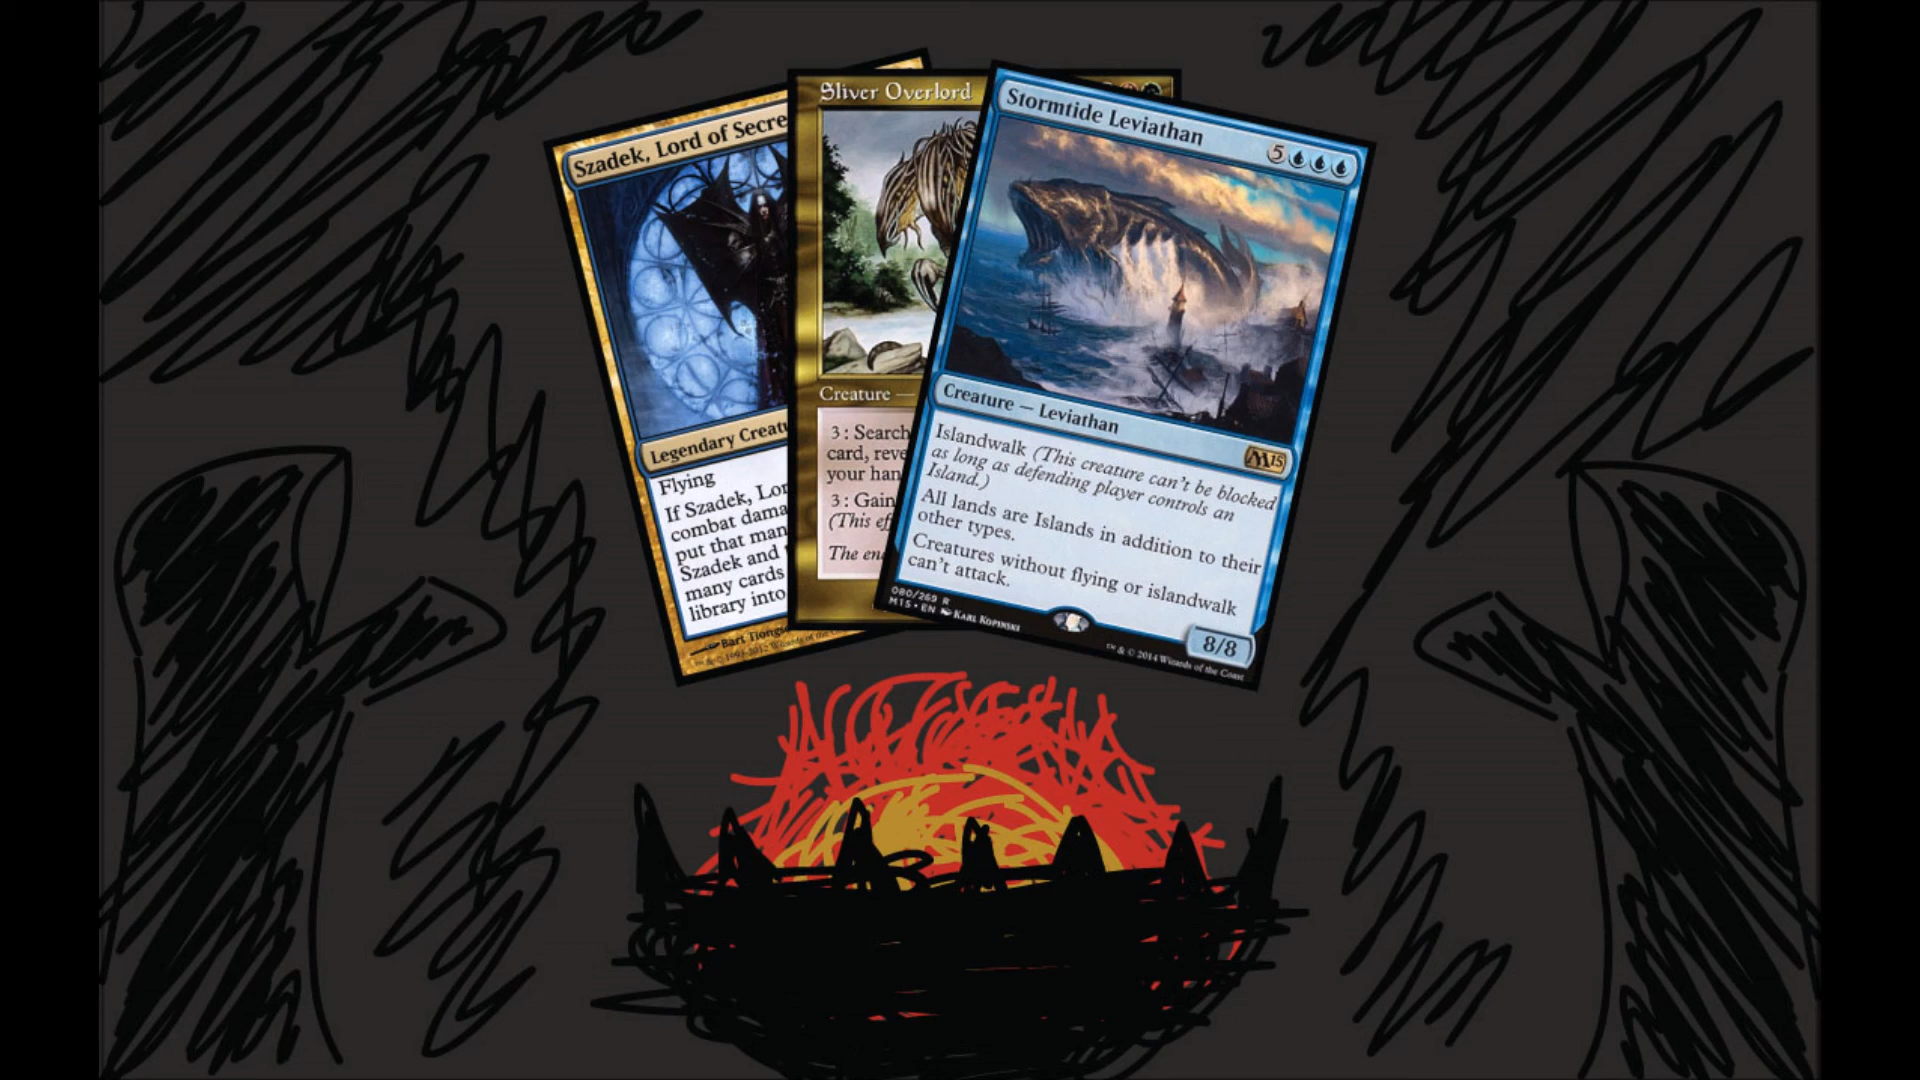 Szadek, Lord of Secre
Legendary Creatu
Flying
If Szadek, Lor
combat dama
put that man
Szadek and
many cards
library into
Bart
Sliver Overlord
Creature —
3: Search
card, reve
your han
3: Gain
(This ef
The en
Stormtide Leviathan
5
Creature — Leviathan
M15
Islandwalk (This creature can't be blocked
as long as defending player controls an
Island.)
All lands are Islands in addition to their
other types.
Creatures without flying or islandwalk
can't attack.
080/269 R
M15 • EN Karl Kopinski
™ & © 2014 Wizards of the Coast
8/8